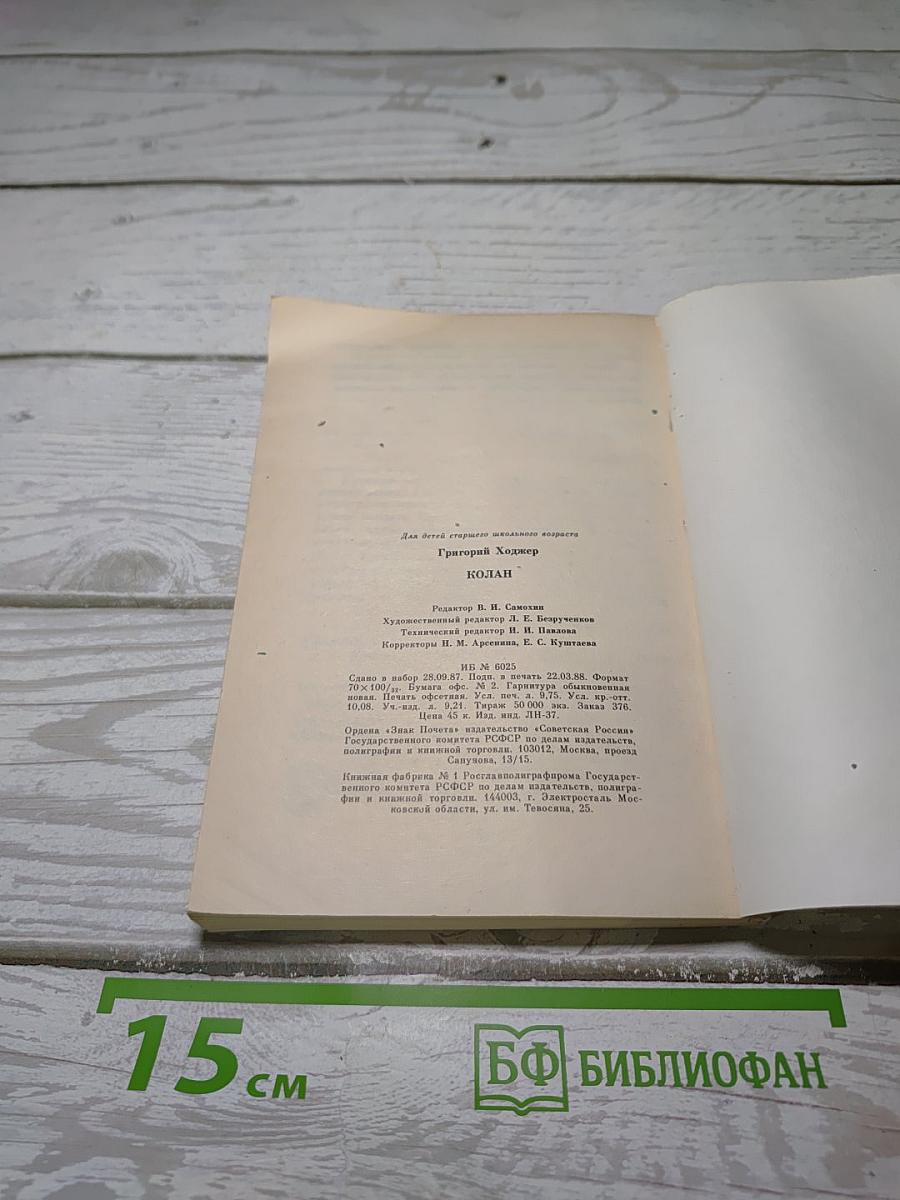 Для детей старшего школьного возраста
Григорий Ходжер
КОЛАН
Редактор В. И. Самохин
Художественный редактор Л. Е. Безрученков
Технический редактор И. И. Павлова
Корректоры Н. М. Арсенина, Е. С. Куштаева
ИБ № 6025
Сдано в набор 28.09.87. Подп. в печать 22.03.88. Формат
70×100/32. Бумага офс. № 2. Гарнитура обыкновенная
новая. Печать офсетная. Усл. печ. л. 9,75. Усл. кр.-отт.
10,08. Уч.-изд. л. 9,21. Тираж 50 000 экз. Заказ 376.
Цена 45 к. Изд. инд. ЛН-37.
Ордена «Знак Почета» издательство «Советская Россия»
Государственного комитета РСФСР по делам издательств,
полиграфии и книжной торговли. 103012, Москва, проезд
Сапунова, 13/15.
Книжная фабрика № 1 Росглавполиграфпрома Государст-
венного комитета РСФСР по делам издательств, полигра-
фии и книжной торговли. 144003, г. Электросталь Мос-
ковской области, ул. им. Тевосяна, 25.
15 см
БФ БИБЛИОФАН